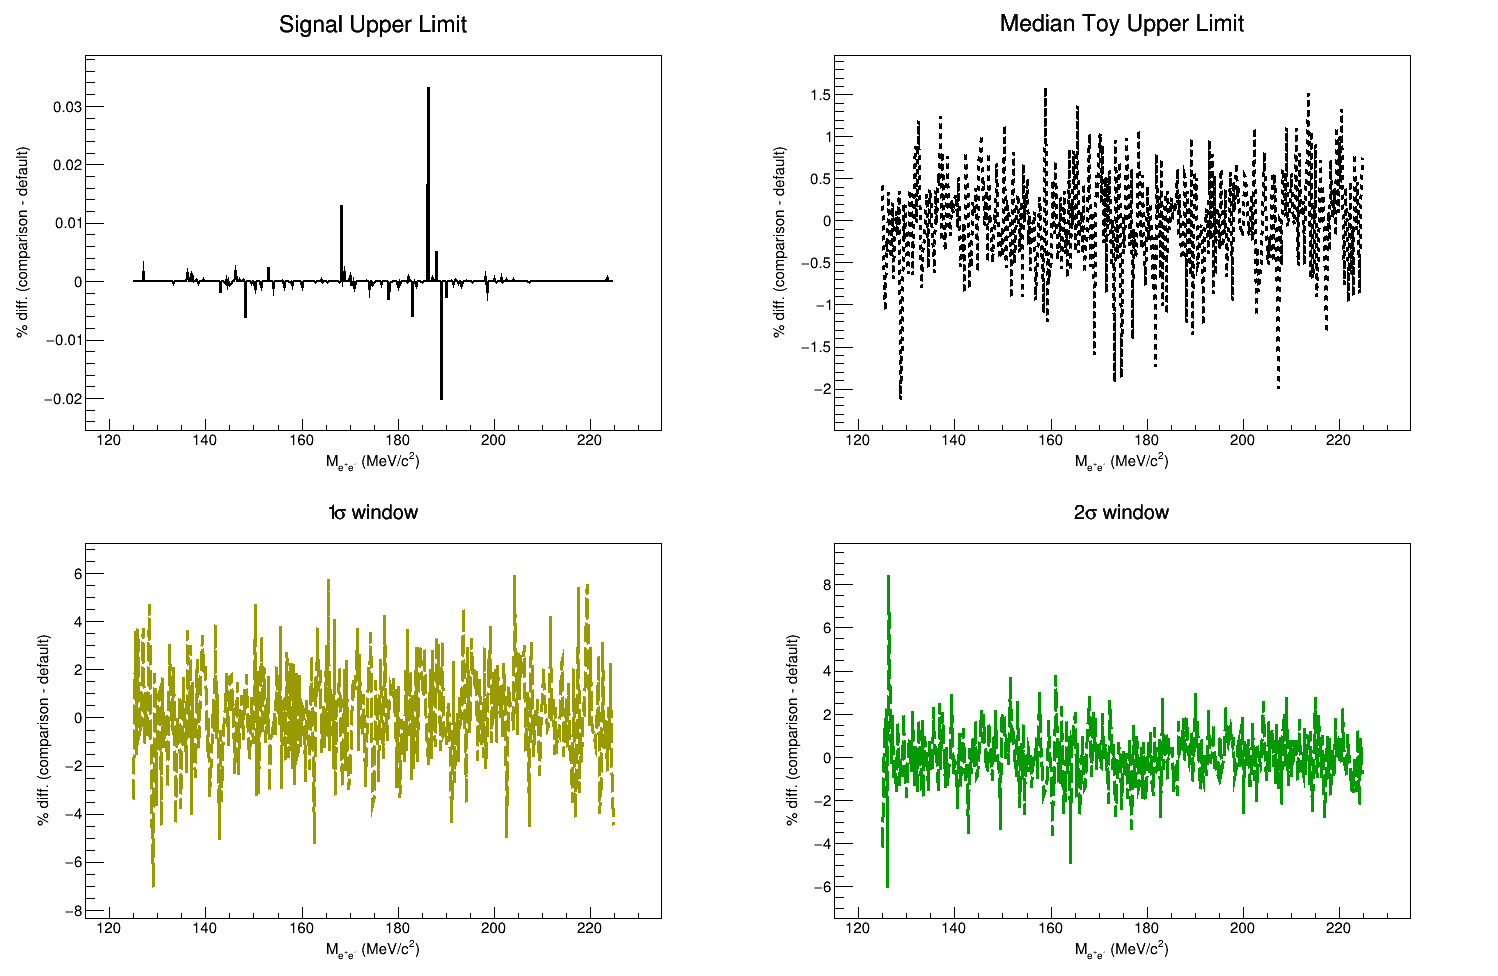 Signal Upper Limit
% diff. (comparison - default)
0.03
0.02
0.01
0
−0.01
−0.02
120 140 160 180 200 220
M_{e⁺e⁻} (MeV/c²)
Median Toy Upper Limit
% diff. (comparison - default)
1.5
1
0.5
0
−0.5
−1
−1.5
−2
120 140 160 180 200 220
M_{e⁺e⁻} (MeV/c²)
1σ window
% diff. (comparison - default)
6
4
2
0
−2
−4
−6
−8
120 140 160 180 200 220
M_{e⁺e⁻} (MeV/c²)
2σ window
% diff. (comparison - default)
8
6
4
2
0
−2
−4
−6
120 140 160 180 200 220
M_{e⁺e⁻} (MeV/c²)